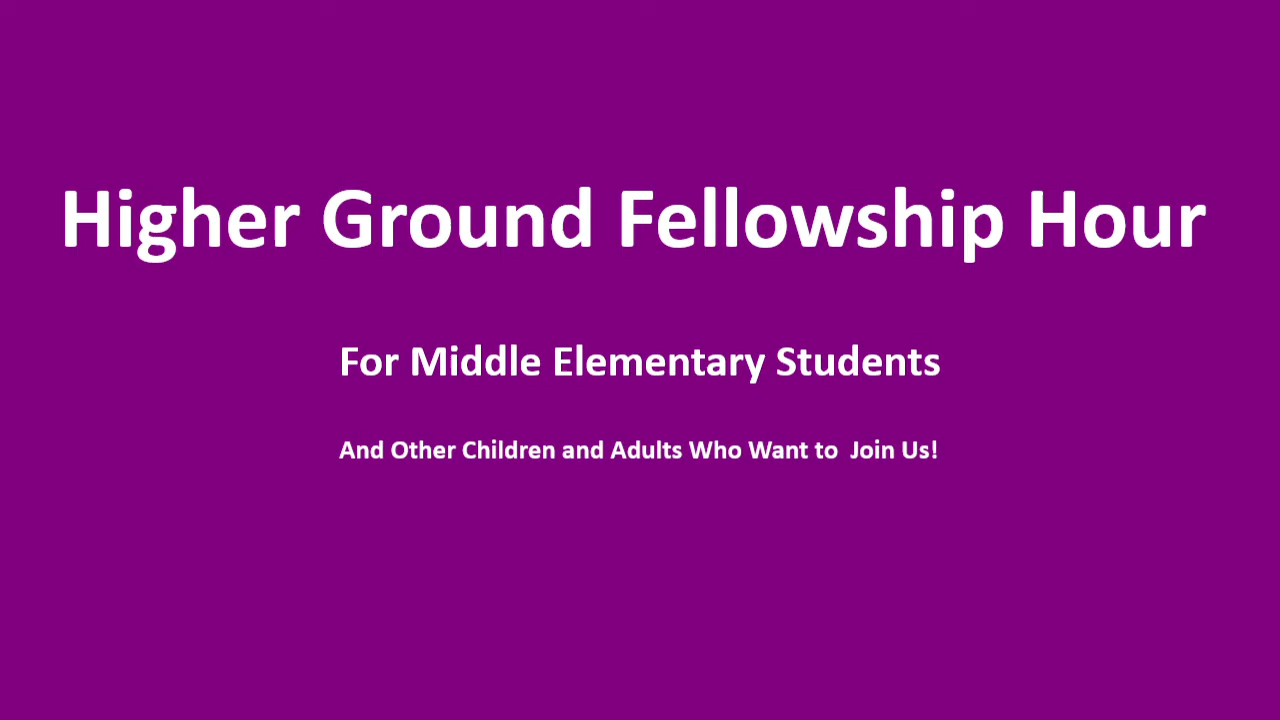 Higher Ground Fellowship Hour
For Middle Elementary Students
And Other Children and Adults Who Want to  Join Us!